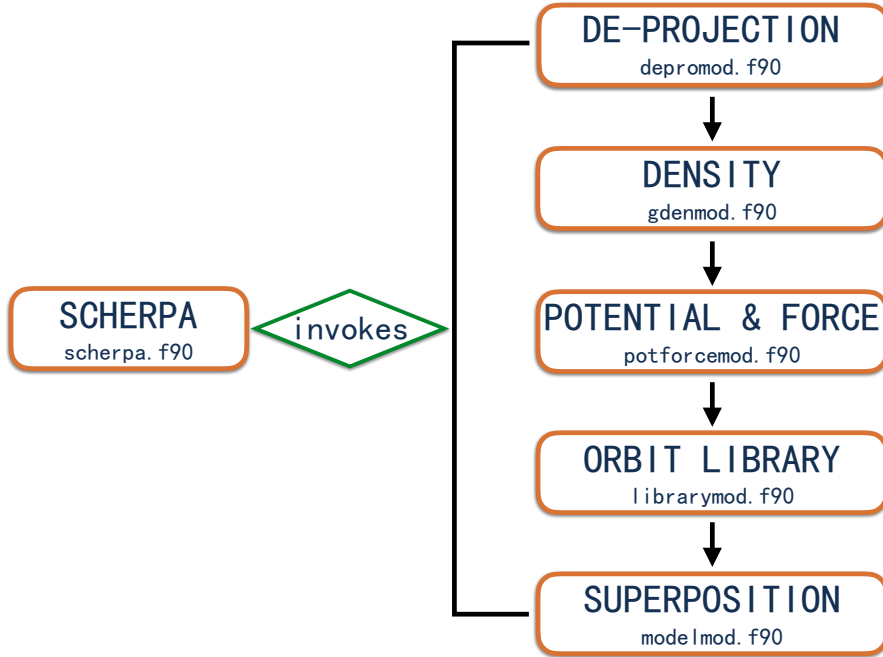 DE-PROJECTION
depromod.f90
DENSITY
gdenmod.f90
SCHERPA
scherpa.f90
invokes
POTENTIAL & FORCE
potforcemod.f90
ORBIT LIBRARY
librarymod.f90
SUPERPOSITION
modelmod.f90